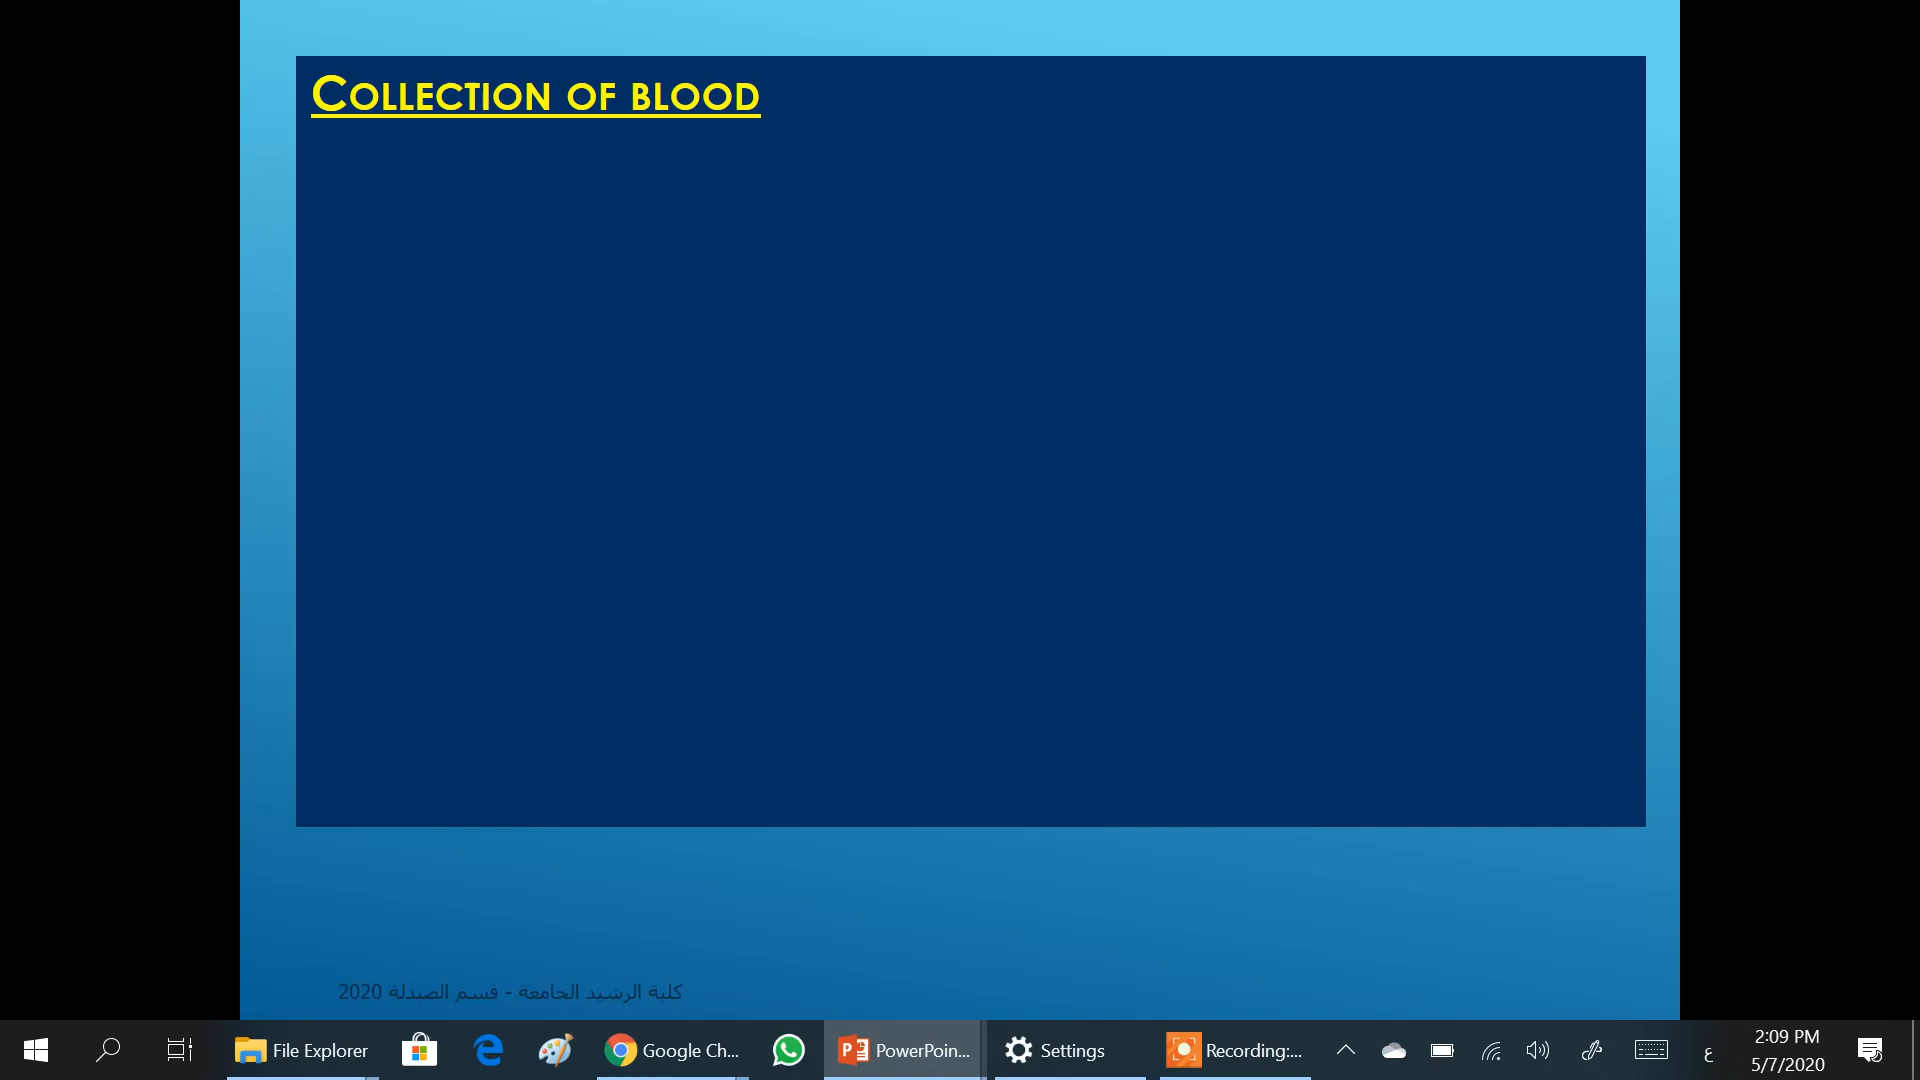 Collection of blood
كلية الرشيد الجامعة - قسم الصيدلة 2020
File Explorer
Google Ch...
PowerPoin...
Settings
Recording:...
ع
2:09 PM
5/7/2020